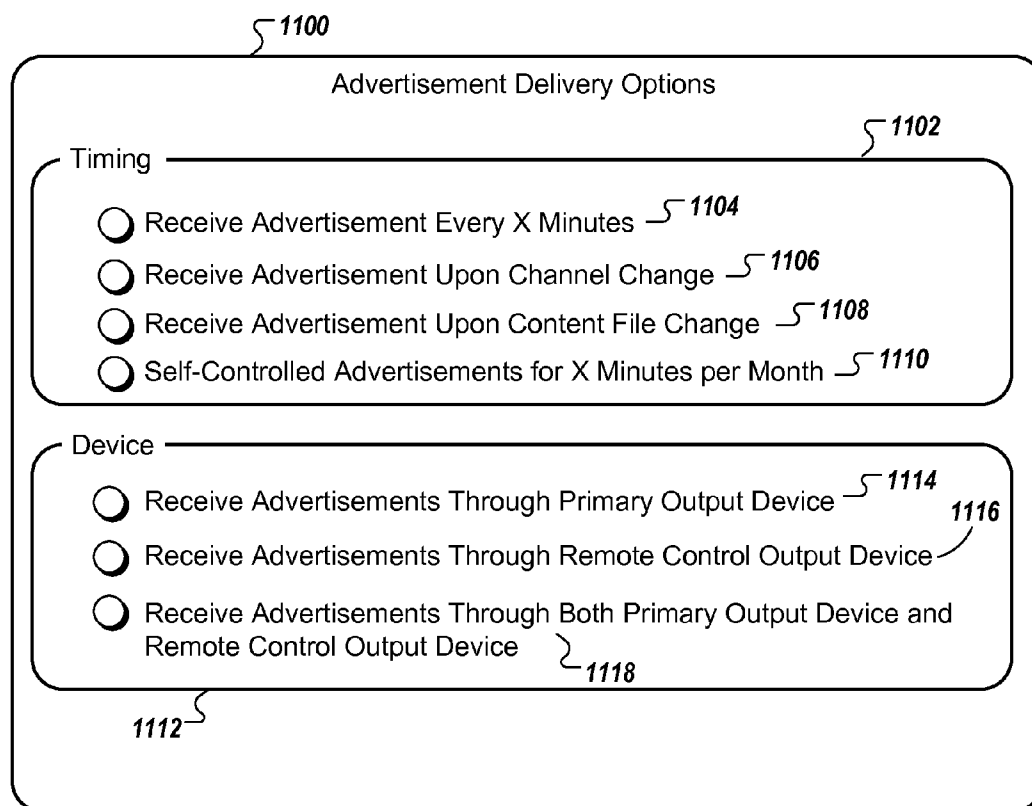 1100
Advertisement Delivery Options
1102
Timing
Receive Advertisement Every X Minutes 1104
Receive Advertisement Upon Channel Change 1106
Receive Advertisement Upon Content File Change 1108
Self-Controlled Advertisements for X Minutes per Month 1110
Device
Receive Advertisements Through Primary Output Device 1114
Receive Advertisements Through Remote Control Output Device 1116
Receive Advertisements Through Both Primary Output Device and
Remote Control Output Device 1118
1112